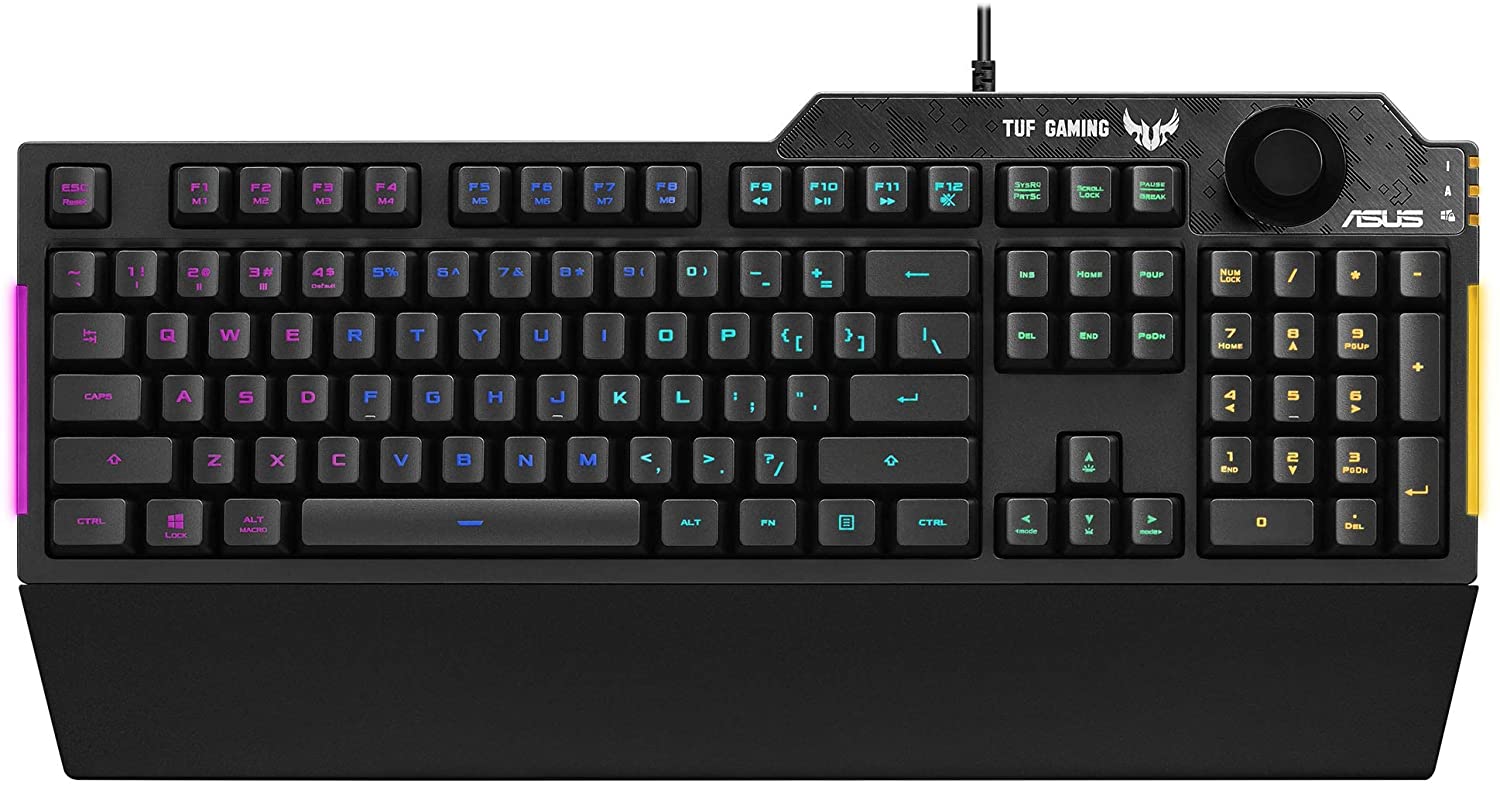 TUF GAMING
ASUS
I
A
ESC F1 F2 F3 F4 F5 F6 F7 F8 F9 F10 F11 F12 SYSRQ SCROLL PAUSE
Reset M1 M2 M3 M4 M5 M6 M7 M8 PRTSC LOCK BREAK
~ 1! 2@ 3# 4$ 5% 6^ 7& 8* 9( 0) - + INS HOME PGUP NUM / * -
` I II III Default _ = LOCK
Q W E R T Y U I O P {[ }] |\ DEL END PGDN 7 8 9 +
HOME PGUP
CAPS A S D F G H J K L :; "' 4 5 6
Z X C V B N M <, >. ?/ 1 2 3
END PGDN
CTRL LOCK ALT ALT FN CTRL 0 .
MACRO mode mode DEL